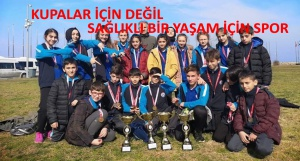 KUPALAR İÇİN DEĞİL
SAĞLIKLI BİR YAŞAM İÇİN SPOR